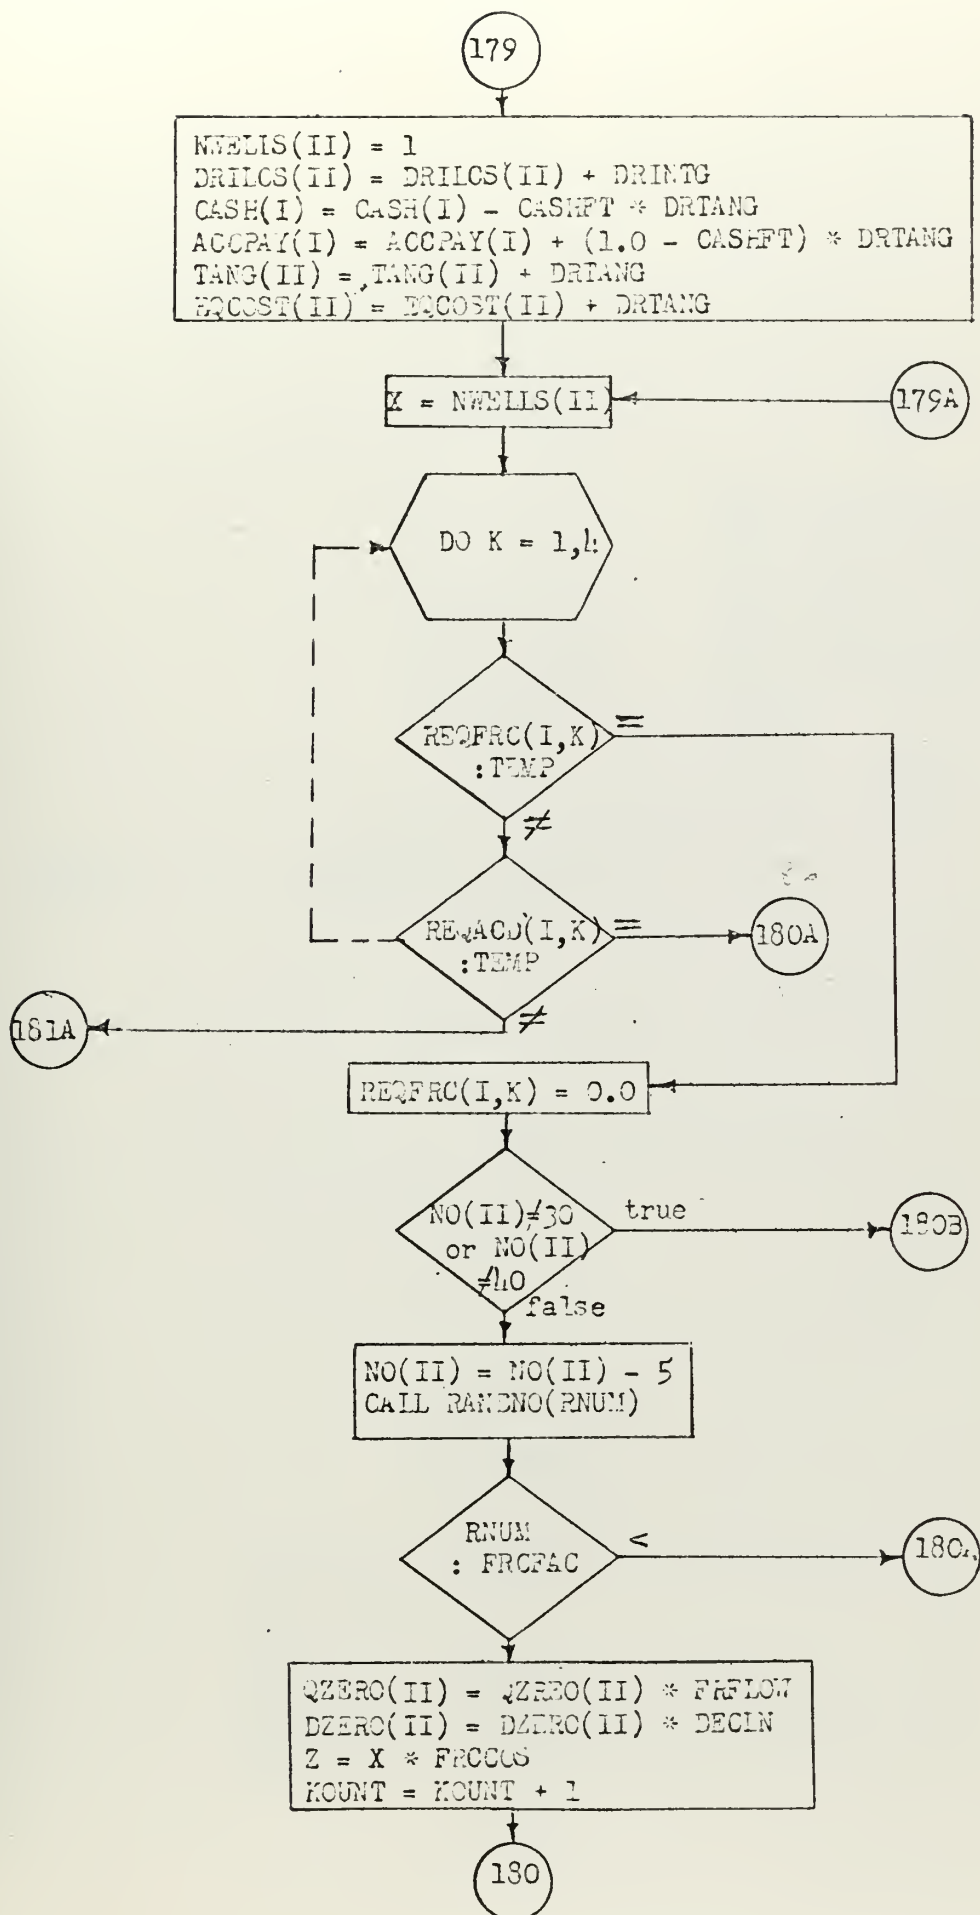 179
NWELLS(II) = 1
DRILCS(II) = DRILCS(II) + DRINTG
CASH(I) = CASH(I) - CASHPT * DRTANG
ACCPAY(I) = ACCPAY(I) + (1.0 - CASHPT) * DRTANG
TANG(II) = TANG(II) + DRTANG
EQCOST(II) = EQCOST(II) + DRTANG
X = NWELLS(II)
179A
DO K = 1,4
REQFRC(I,K)
:TEMP
=
≠
REQACD(I,K)
:TEMP
=
180A
≠
181A
REQFRC(I,K) = 0.0
NO(II)≠30
or NO(II)
≠40
true
180B
false
NO(II) = NO(II) - 5
CALL RANDNO(RNUM)
RNUM
: FRCFAC
<
QZERO(II) = QZREO(II) * FRFLOW
DZERO(II) = DZERO(II) * DECLN
Z = X * FRCCOS
KOUNT = KOUNT + 1
180